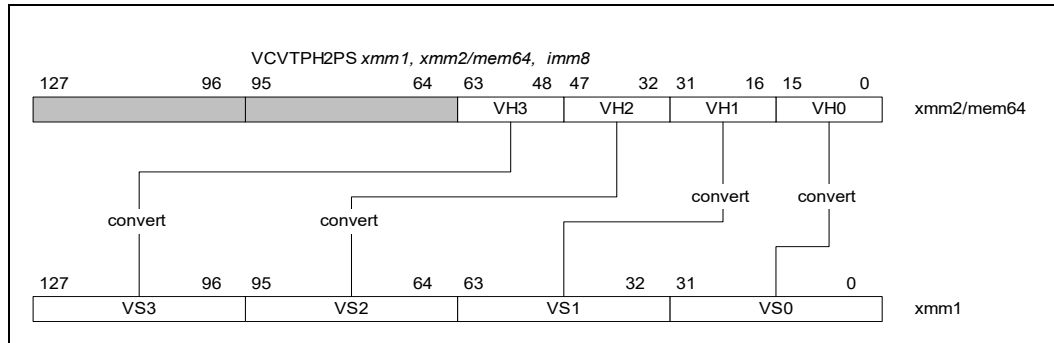 VCVTPH2PS xmm1, xmm2/mem64, imm8
127 96 95 64 63 48 47 32 31 16 15 0
VH3 VH2 VH1 VH0 xmm2/mem64
convert convert convert convert
127 96 95 64 63 32 31 0
VS3 VS2 VS1 VS0 xmm1